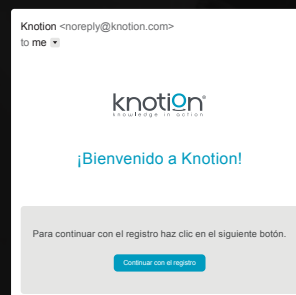 Knotion <noreply@knotion.com>
to me
knotion®
knowledge in action
¡Bienvenido a Knotion!
Para continuar con el registro haz clic en el siguiente botón.
Continuar con el registro